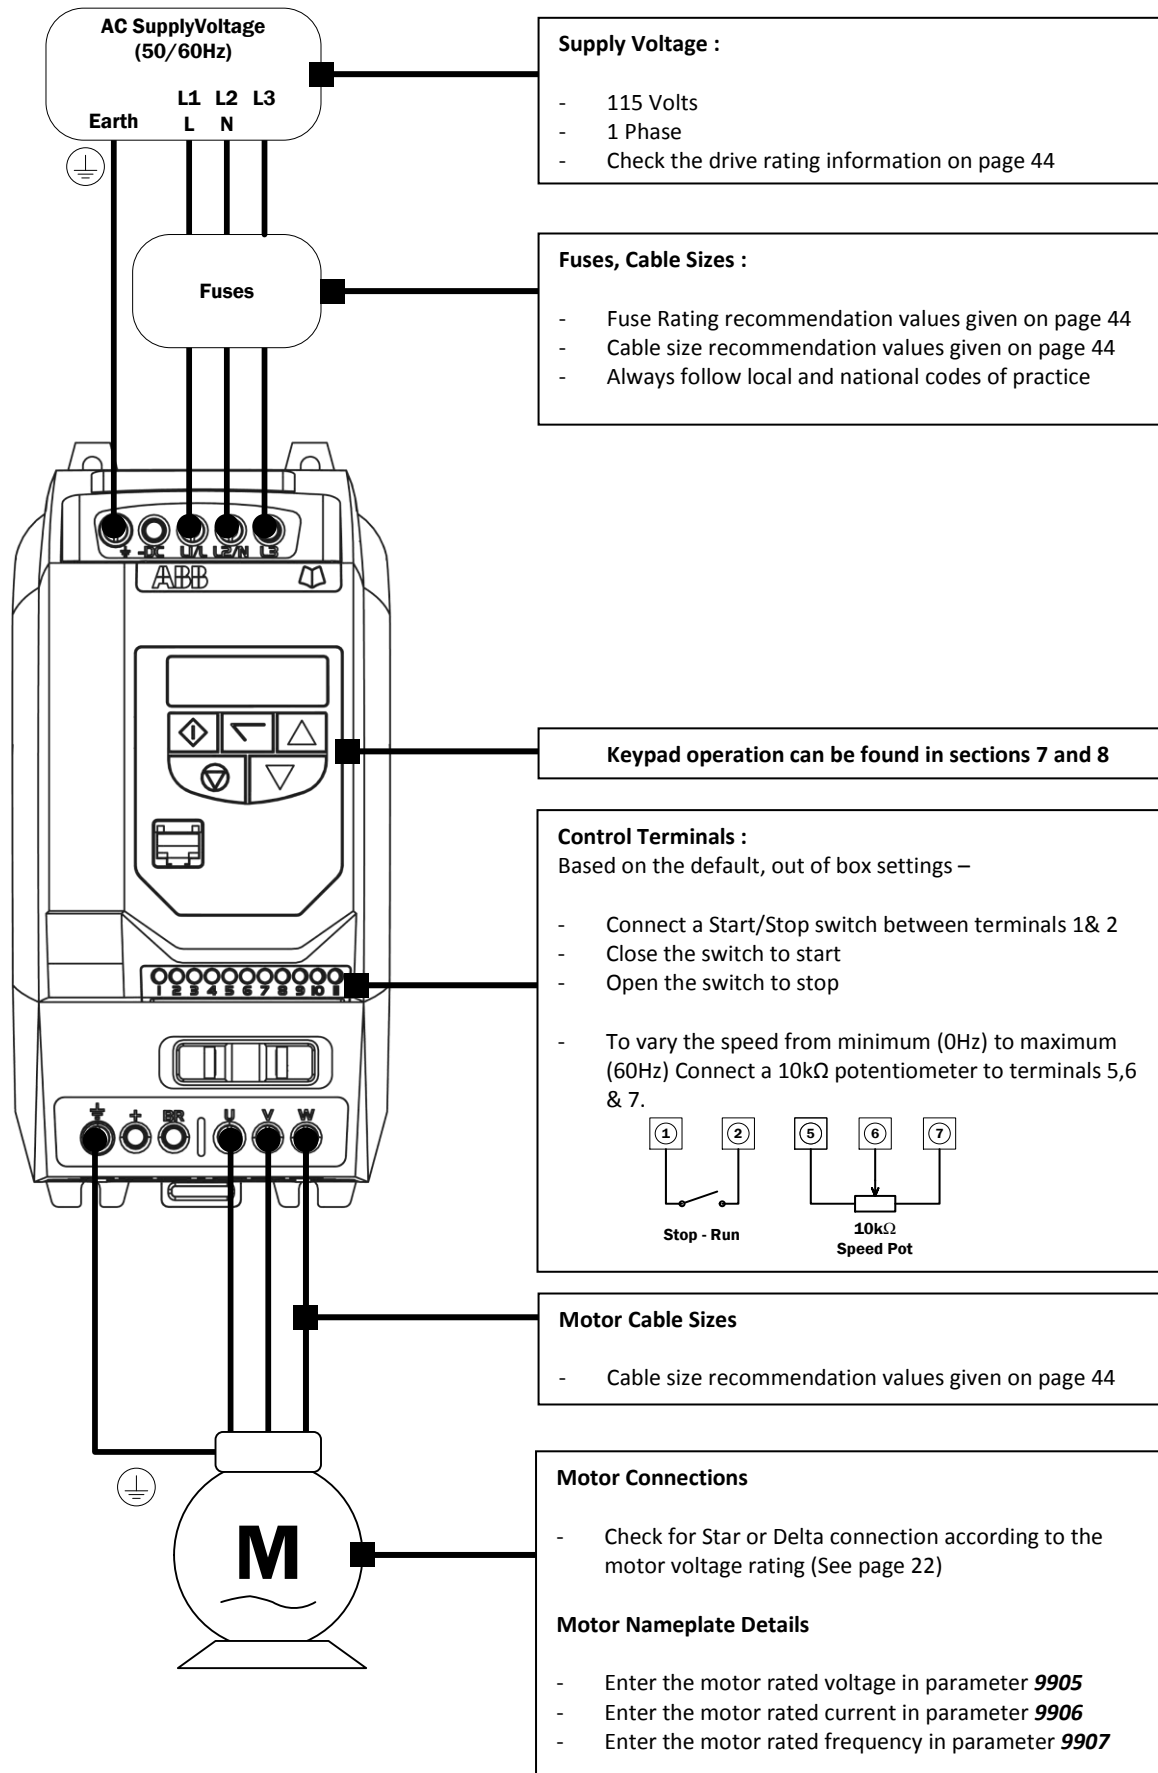 AC SupplyVoltage
(50/60Hz)
L1 L2 L3
Earth L N
Supply Voltage :
- 115 Volts
- 1 Phase
- Check the drive rating information on page 44
Fuses
Fuses, Cable Sizes :
- Fuse Rating recommendation values given on page 44
- Cable size recommendation values given on page 44
- Always follow local and national codes of practice
-DC L1/L L2/N L3
ABB
Keypad operation can be found in sections 7 and 8
Control Terminals :
Based on the default, out of box settings –
- Connect a Start/Stop switch between terminals 1& 2
- Close the switch to start
- Open the switch to stop
- To vary the speed from minimum (0Hz) to maximum
(60Hz) Connect a 10kΩ potentiometer to terminals 5,6
& 7.
1 2 3 4 5 6 7 8 9 10 11
1 2 5 6 7
Stop - Run
10kΩ
Speed Pot
+ BR U V W
Motor Cable Sizes
- Cable size recommendation values given on page 44
M
Motor Connections
- Check for Star or Delta connection according to the
motor voltage rating (See page 22)
Motor Nameplate Details
- Enter the motor rated voltage in parameter 9905
- Enter the motor rated current in parameter 9906
- Enter the motor rated frequency in parameter 9907